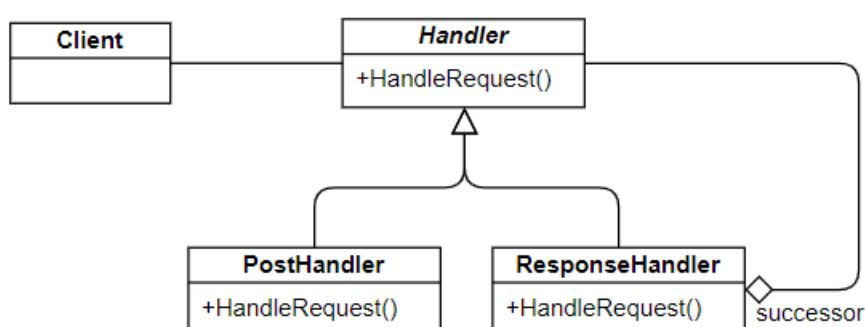 Client
Handler
+HandleRequest()
PostHandler
ResponseHandler
+HandleRequest()
+HandleRequest()
successor